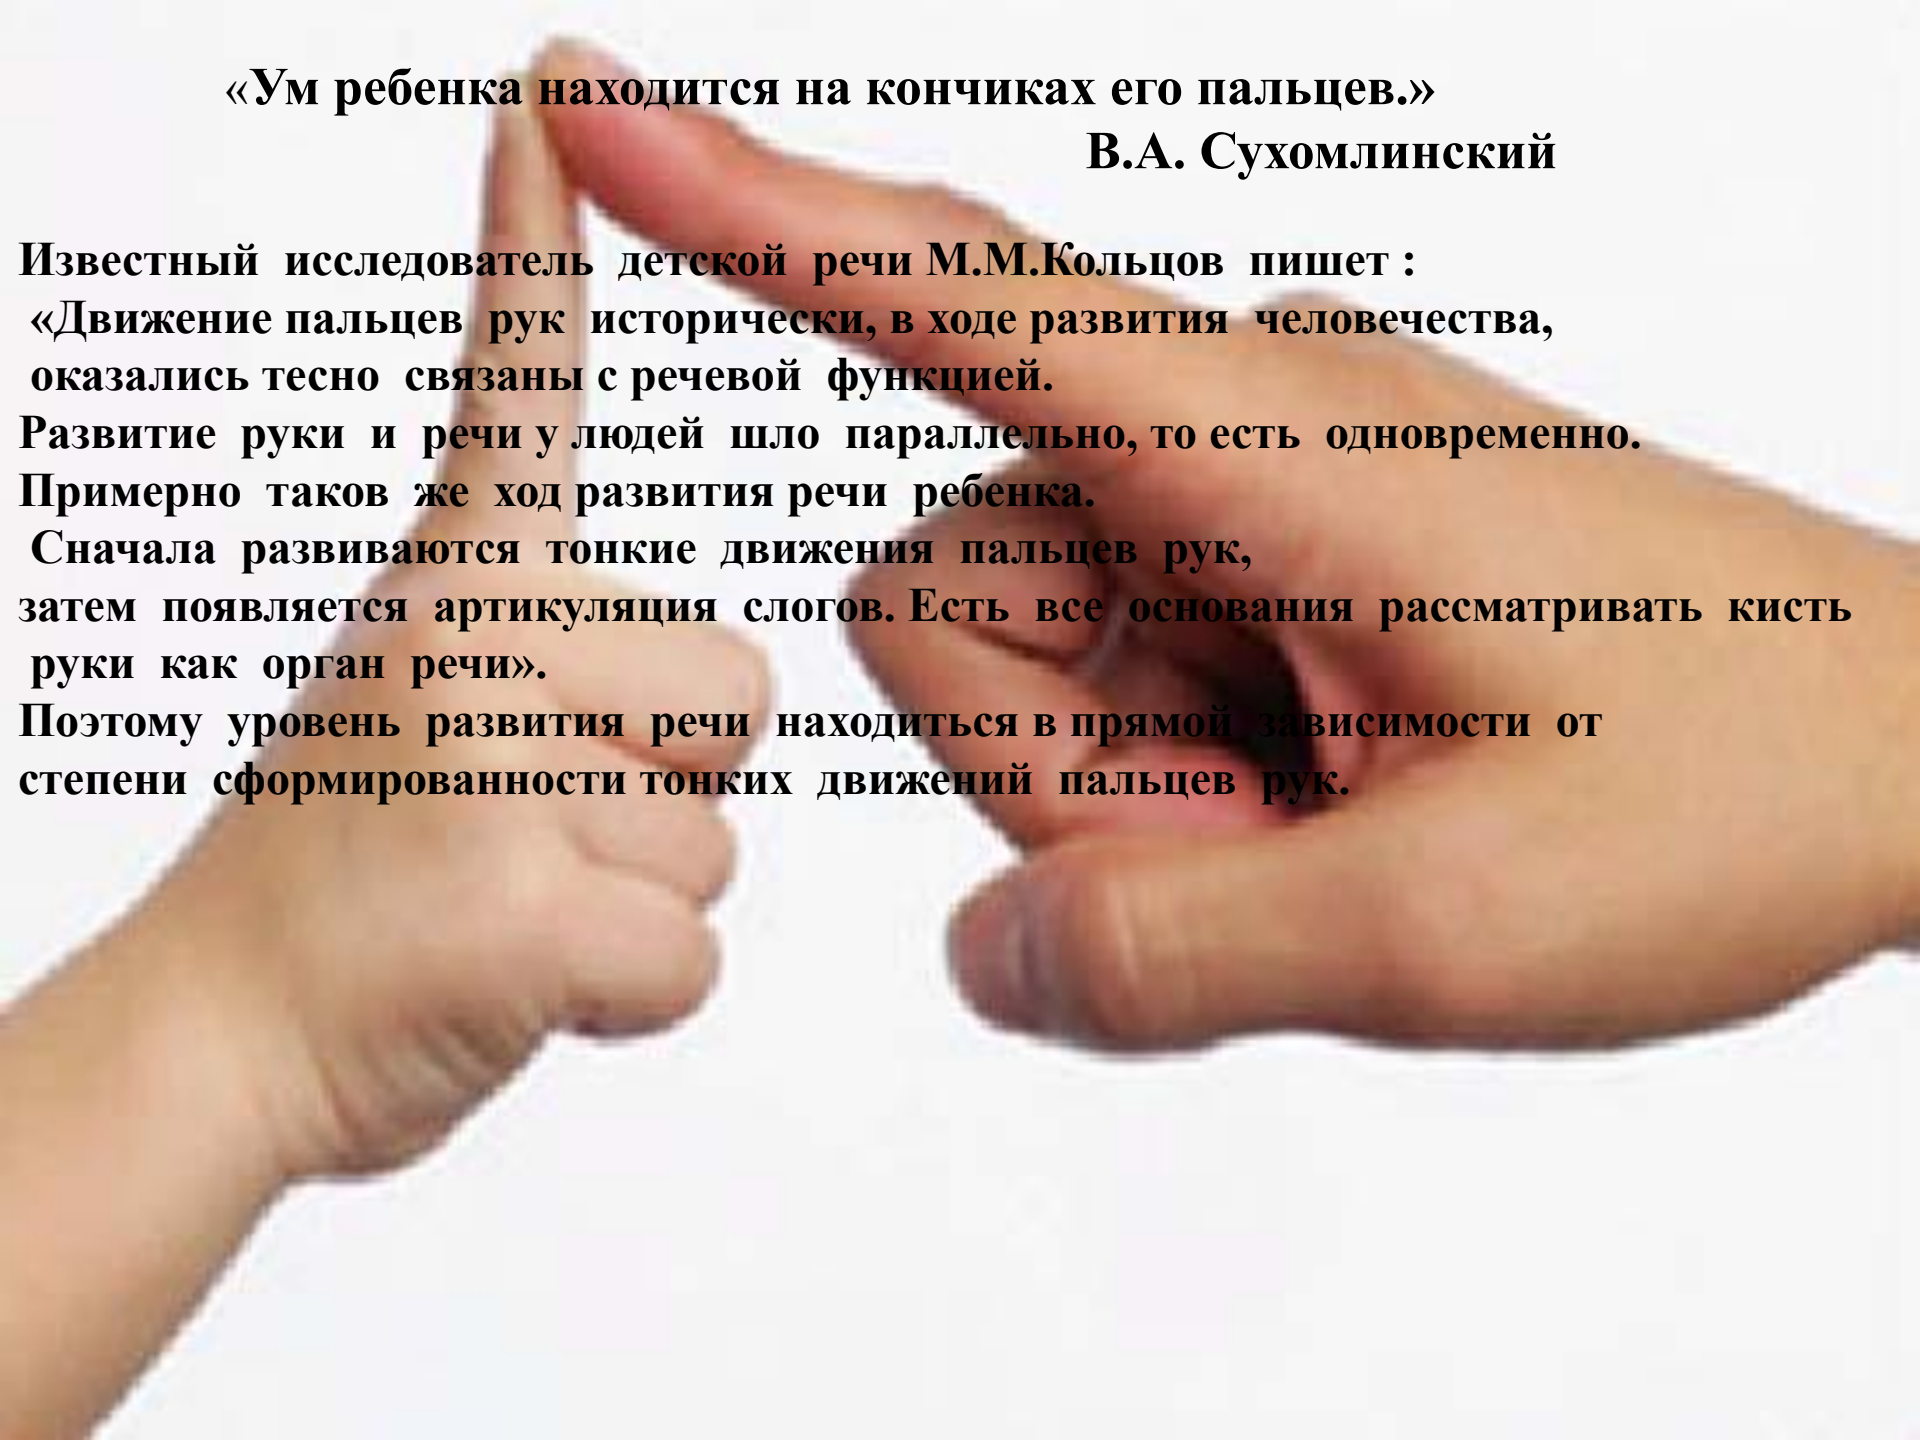 «Ум ребенка находится на кончиках его пальцев.»
В.А. Сухомлинский
Известный исследователь детской речи М.М.Кольцов пишет :
«Движение пальцев рук исторически, в ходе развития человечества,
оказались тесно связаны с речевой функцией.
Развитие руки и речи у людей шло параллельно, то есть одновременно.
Примерно таков же ход развития речи ребенка.
Сначала развиваются тонкие движения пальцев рук,
затем появляется артикуляция слогов. Есть все основания рассматривать кисть
руки как орган речи».
Поэтому уровень развития речи находиться в прямой зависимости от
степени сформированности тонких движений пальцев рук.